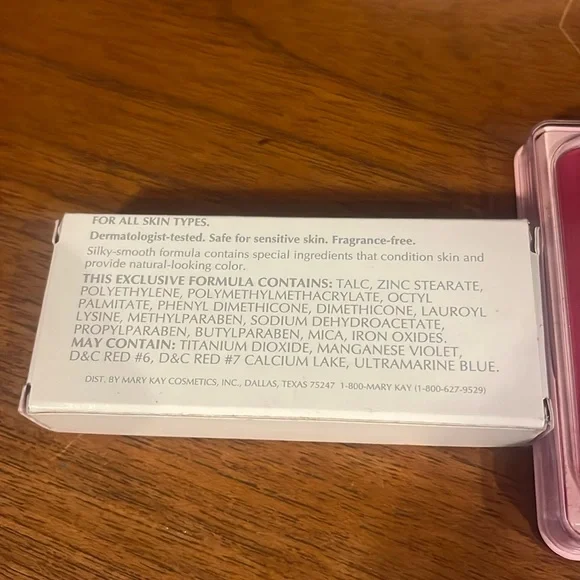 FOR ALL SKIN TYPES.
Dermatologist-tested. Safe for sensitive skin. Fragrance-free.
Silky-smooth formula contains special ingredients that condition skin and
provide natural-looking color.
THIS EXCLUSIVE FORMULA CONTAINS: TALC, ZINC STEARATE,
POLYETHYLENE, POLYMETHYLMETHACRYLATE, OCTYL
PALMITATE, PHENYL DIMETHICONE, DIMETHICONE, LAUROYL
LYSINE, METHYLPARABEN, SODIUM DEHYDROACETATE,
PROPYLPARABEN, BUTYLPARABEN, MICA, IRON OXIDES.
MAY CONTAIN: TITANIUM DIOXIDE, MANGANESE VIOLET,
D&C RED #6, D&C RED #7 CALCIUM LAKE, ULTRAMARINE BLUE.
DIST. BY MARY KAY COSMETICS, INC., DALLAS, TEXAS 75247 1-800-MARY KAY (1-800-627-9529)